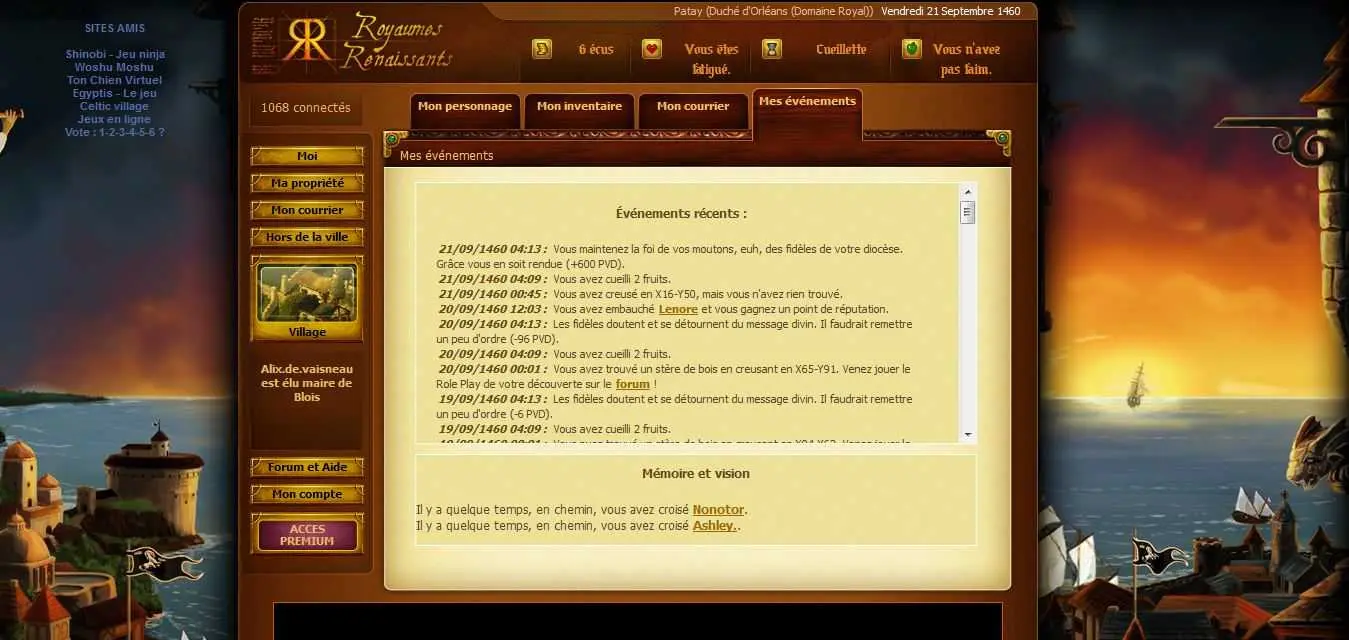 SITES AMIS
Shinobi - Jeu ninja
Woshu Moshu
Ton Chien Virtuel
Egyptis - Le jeu
Celtic village
Jeux en ligne
Vote : 1-2-3-4-5-6 ?
Royaumes
Renaissants
Patay (Duché d'Orléans (Domaine Royal)) Vendredi 21 Septembre 1460
6 écus
Vous êtes
fatigué.
Cueillette
Vous n'avez
pas faim.
1068 connectés
Mon personnage
Mon inventaire
Mon courrier
Mes événements
Mes événements
Moi
Ma propriété
Mon courrier
Hors de la ville
Village
Alix.de.vaisneau
est élu maire de
Blois
Forum et Aide
Mon compte
ACCES
PREMIUM
Événements récents :
21/09/1460 04:13 : Vous maintenez la foi de vos moutons, euh, des fidèles de votre diocèse.
Grâce vous en soit rendue (+600 PVD).
21/09/1460 04:09 : Vous avez cueilli 2 fruits.
21/09/1460 00:45 : Vous avez creusé en X16-Y50, mais vous n'avez rien trouvé.
20/09/1460 12:03 : Vous avez embauché Lenore et vous gagnez un point de réputation.
20/09/1460 04:13 : Les fidèles doutent et se détournent du message divin. Il faudrait remettre
un peu d'ordre (-96 PVD).
20/09/1460 04:09 : Vous avez cueilli 2 fruits.
20/09/1460 00:01 : Vous avez trouvé un stère de bois en creusant en X65-Y91. Venez jouer le
Role Play de votre découverte sur le forum !
19/09/1460 04:13 : Les fidèles doutent et se détournent du message divin. Il faudrait remettre
un peu d'ordre (-6 PVD).
19/09/1460 04:09 : Vous avez cueilli 2 fruits.
Mémoire et vision
Il y a quelque temps, en chemin, vous avez croisé Nonotor.
Il y a quelque temps, en chemin, vous avez croisé Ashley..